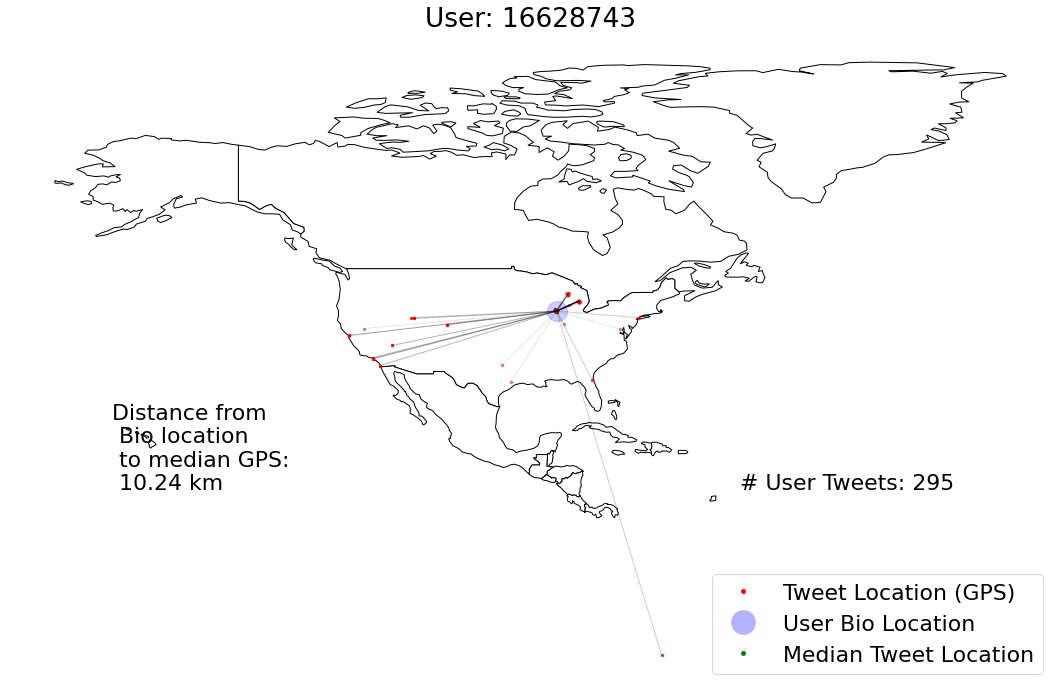 User: 16628743
Distance from
Bio location
to median GPS:
10.24 km
# User Tweets: 295
Tweet Location (GPS)
User Bio Location
Median Tweet Location